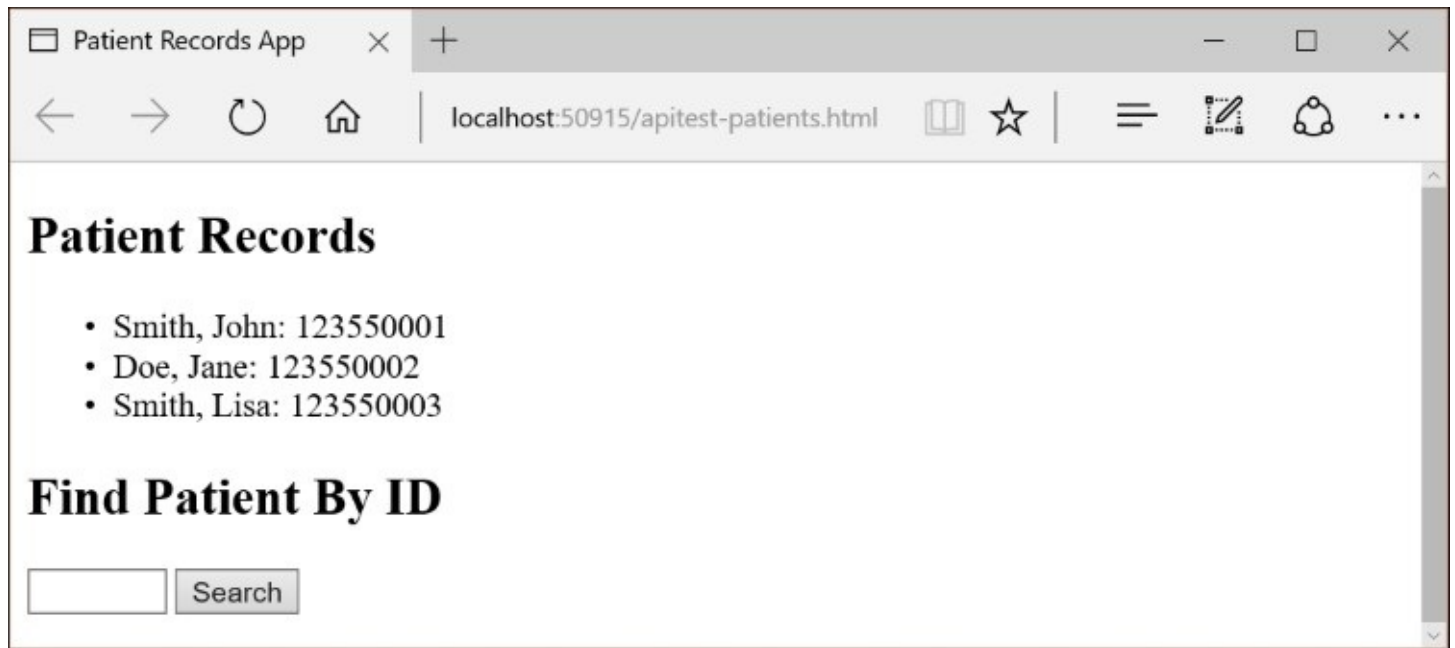 Patient Records App
localhost:50915/apitest-patients.html
Patient Records
• Smith, John: 123550001
• Doe, Jane: 123550002
• Smith, Lisa: 123550003
Find Patient By ID
Search